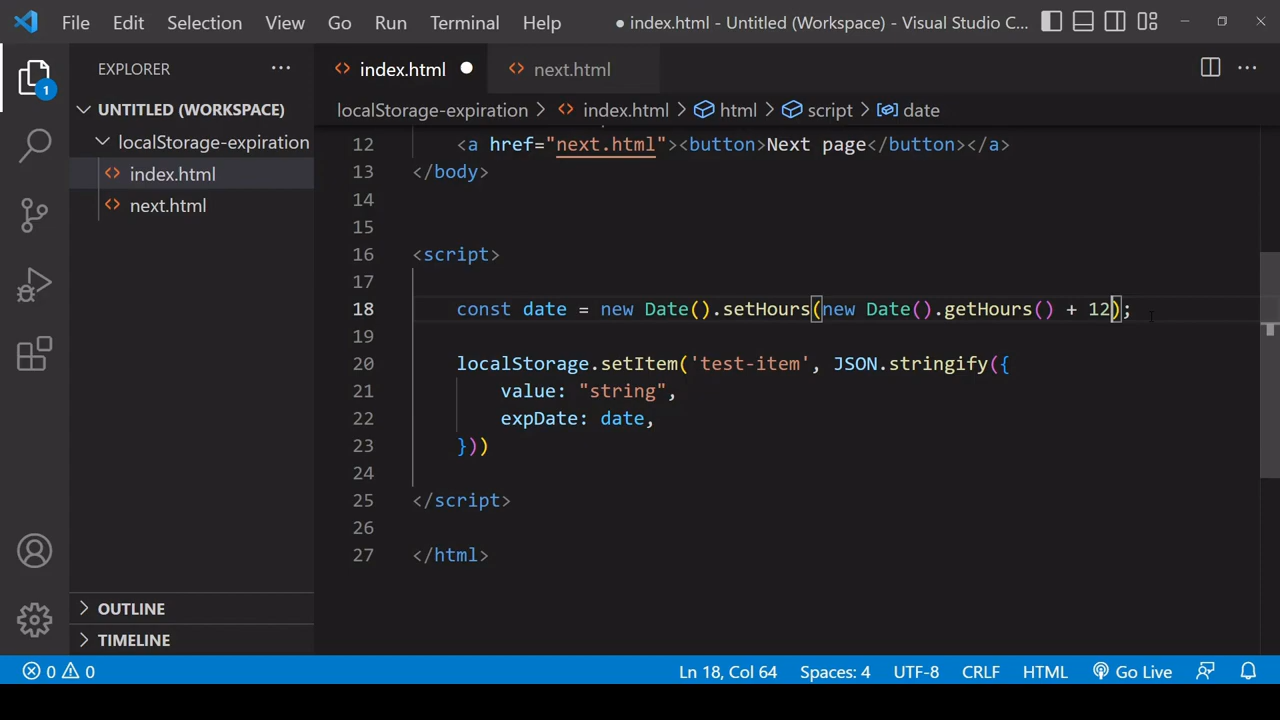 File Edit Selection View Go Run Terminal Help ● index.html - Untitled (Workspace) - Visual Studio C...
EXPLORER ...
index.html next.html ...
1
UNTITLED (WORKSPACE)
localStorage-expiration > index.html > html > script > date
localStorage-expiration
index.html
next.html
12 <a href="next.html"><button>Next page</button></a>
13 </body>
14
15
16 <script>
17
18 const date = new Date().setHours(new Date().getHours() + 12);
19
20 localStorage.setItem('test-item', JSON.stringify({
21 value: "string",
22 expDate: date,
23 }))
24
25 </script>
26
27 </html>
OUTLINE
TIMELINE
0 0 Ln 18, Col 64 Spaces: 4 UTF-8 CRLF HTML Go Live